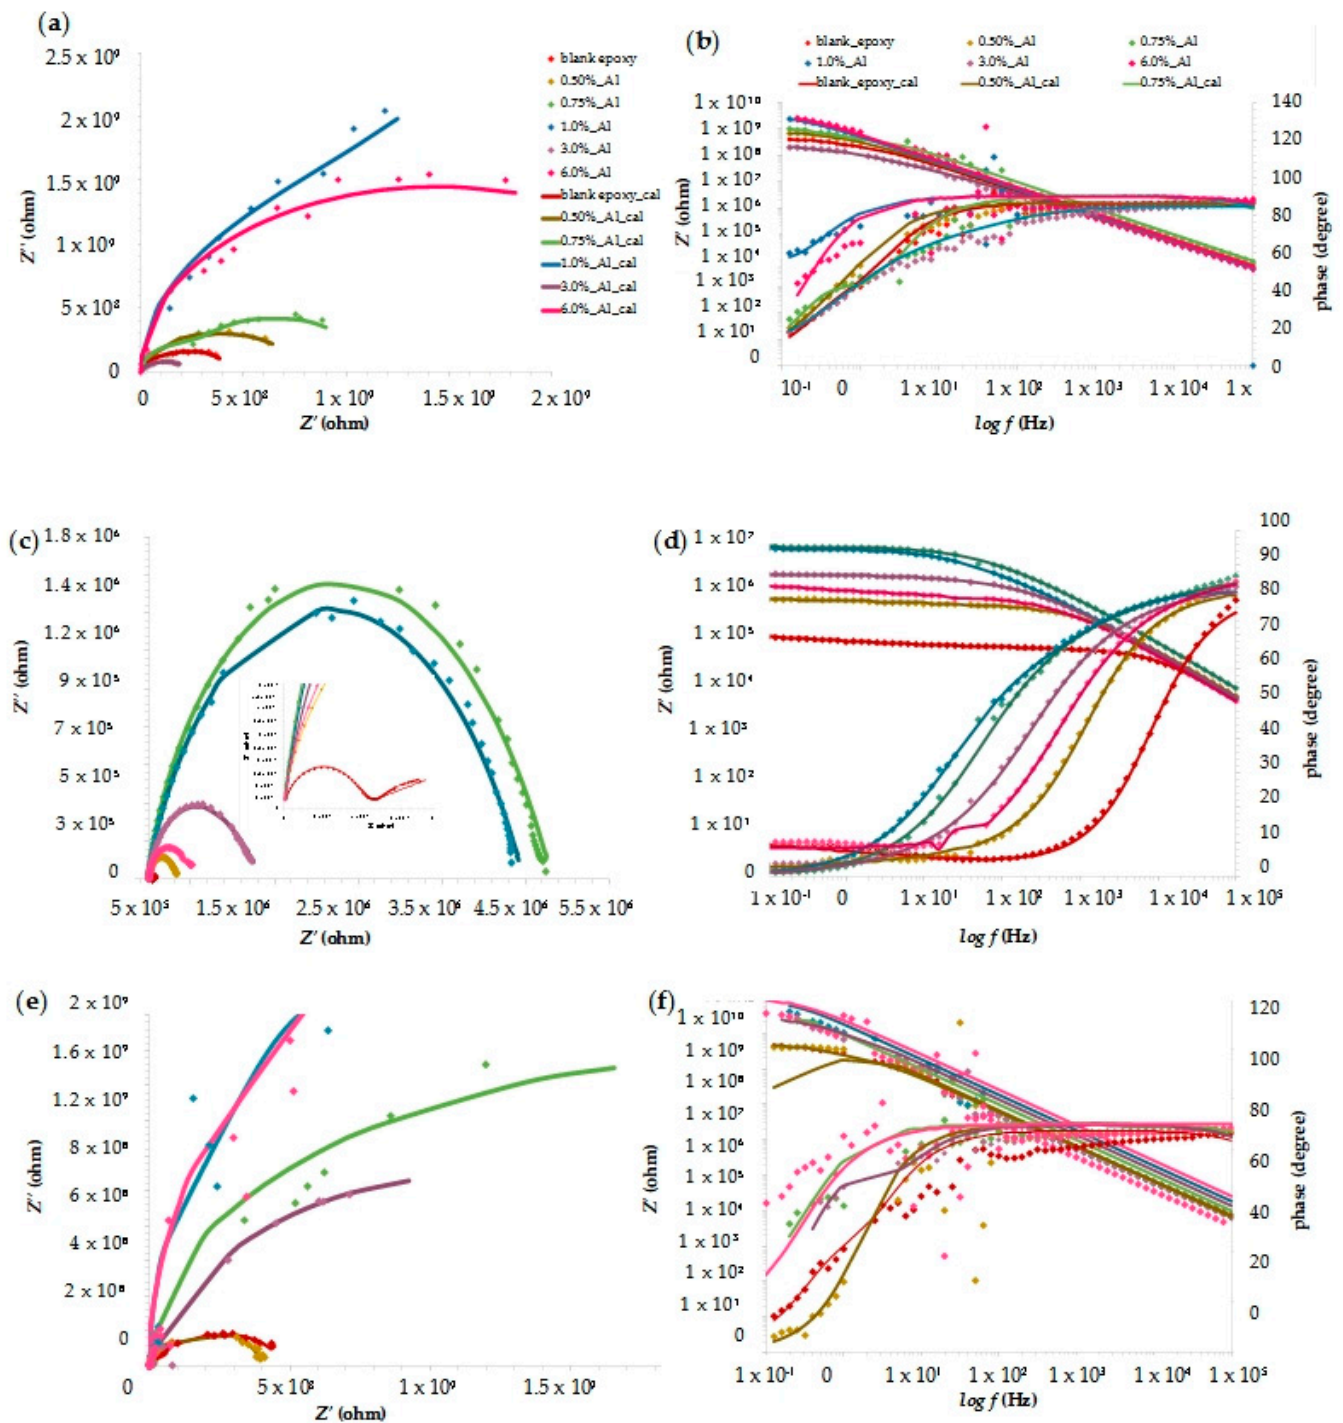 (a)
2.5 x 10⁹
2 x 10⁹
1.5 x 10⁹
1 x 10⁹
5 x 10⁸
0
Z'' (ohm)
0 5 x 10⁸ 1 x 10⁹ 1.5 x 10⁹ 2 x 10⁹
Z' (ohm)
blank epoxy
0.50%_Al
0.75%_Al
1.0%_Al
3.0%_Al
6.0%_Al
blank epoxy_cal
0.50%_Al_cal
0.75%_Al_cal
1.0%_Al_cal
3.0%_Al_cal
6.0%_Al_cal
(b)
blank_epoxy 0.50%_Al 0.75%_Al
1.0%_Al 3.0%_Al 6.0%_Al
blank_epoxy_cal 0.50%_Al_cal 0.75%_Al_cal
1 x 10¹⁰
1 x 10⁹
1 x 10⁸
1 x 10⁷
1 x 10⁶
1 x 10⁵
1 x 10⁴
1 x 10³
1 x 10²
1 x 10¹
0
Z' (ohm)
140
120
100
80
60
40
20
0
phase (degree)
10⁻¹ 0 1 x 10¹ 1 x 10² 1 x 10³ 1 x 10⁴ 1 x
log f (Hz)
(c)
1.8 x 10⁶
1.4 x 10⁶
1.2 x 10⁶
9 x 10⁵
7 x 10⁵
5 x 10⁵
3 x 10⁵
0
Z'' (ohm)
5 x 10⁵ 1.5 x 10⁶ 2.5 x 10⁶ 3.5 x 10⁶ 4.5 x 10⁶ 5.5 x 10⁶
Z' (ohm)
(d)
1 x 10⁷
1 x 10⁶
1 x 10⁵
1 x 10⁴
1 x 10³
1 x 10²
1 x 10¹
0
Z' (ohm)
100
90
80
70
60
50
40
30
20
10
0
phase (degree)
1 x 10⁻¹ 0 1 x 10¹ 1 x 10² 1 x 10³ 1 x 10⁴ 1 x 10⁵
log f (Hz)
(e)
2 x 10⁹
1.6 x 10⁹
1.2 x 10⁹
8 x 10⁸
6 x 10⁸
4 x 10⁸
2 x 10⁸
0
Z'' (ohm)
0 5 x 10⁸ 1 x 10⁹ 1.5 x 10⁹
Z' (ohm)
(f)
1 x 10¹⁰
1 x 10⁹
1 x 10⁸
1 x 10⁷
1 x 10⁶
1 x 10⁵
1 x 10⁴
1 x 10³
1 x 10²
1 x 10¹
0
Z' (ohm)
120
100
80
60
40
20
0
phase (degree)
1 x 10⁻¹ 0 1 x 10¹ 1 x 10² 1 x 10³ 1 x 10⁴ 1 x 10⁵
log f (Hz)